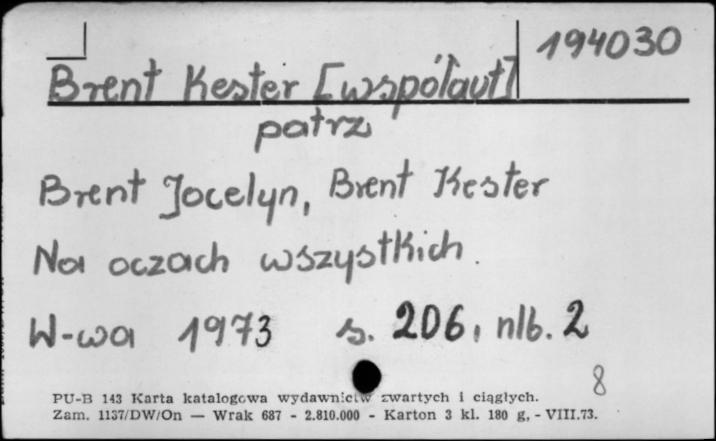 194030
Brent Kester [współaut]
patrz
Brent Jocelyn, Brent Kester
Na oczach wszystkich.
W-wa 1973 s. 206, nlb. 2
8
PU-B 143 Karta katalogowa wydawnictw zwartych i ciągłych.
Zam. 1137/DW/On — Wrak 687 - 2.810.000 - Karton 3 kl. 180 g, - VIII.73.